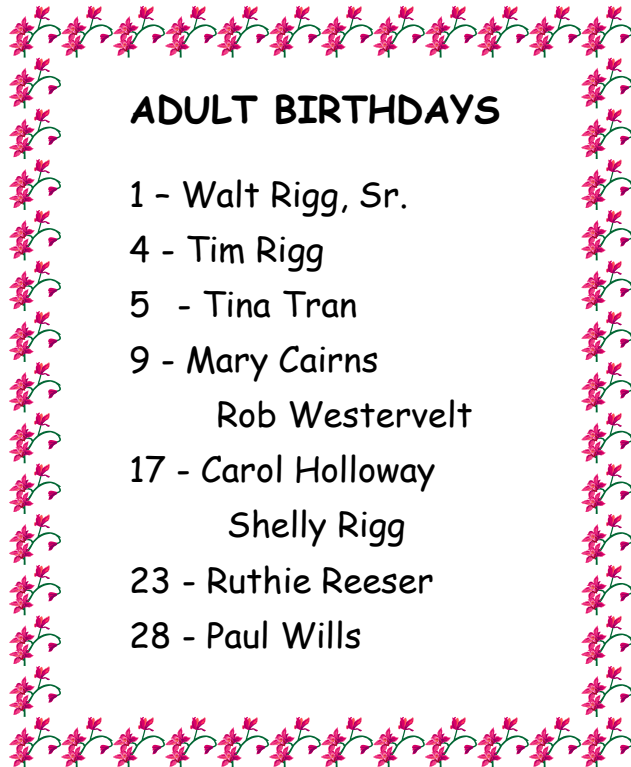 ADULT BIRTHDAYS
1 – Walt Rigg, Sr.
4 - Tim Rigg
5 - Tina Tran
9 - Mary Cairns
Rob Westervelt
17 - Carol Holloway
Shelly Rigg
23 - Ruthie Reeser
28 - Paul Wills